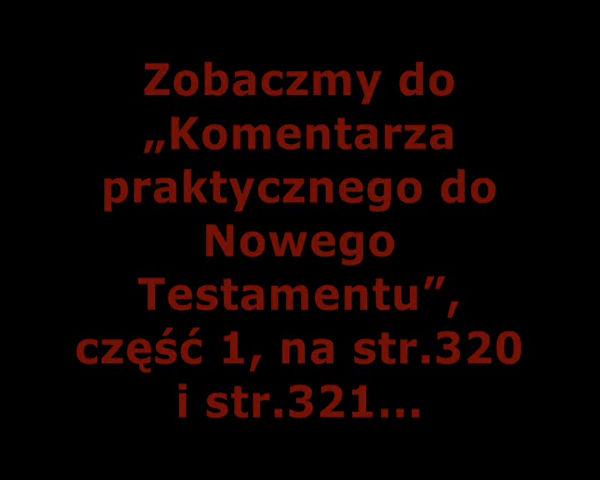 Zobaczmy do
„Komentarza
praktycznego do
Nowego
Testamentu”,
część 1, na str.320
i str.321...